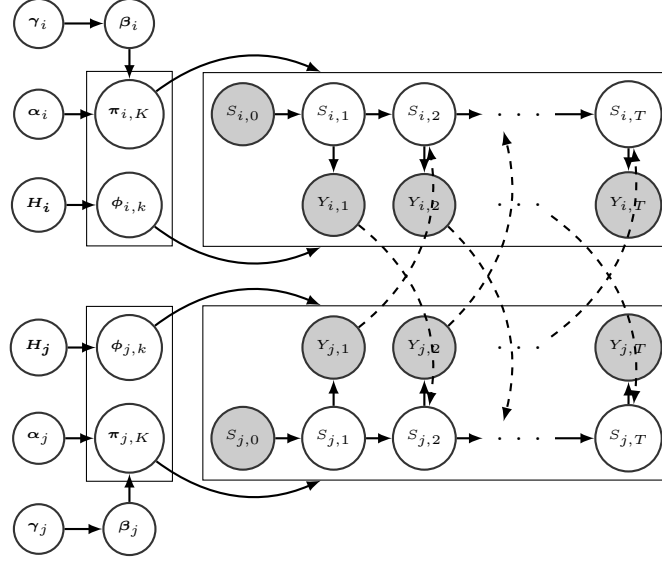 γ_i β_i
α_i π_{i,K} S_{i,0} S_{i,1} S_{i,2} · · · S_{i,T}
H_i ϕ_{i,k} Y_{i,1} Y_{i,2} · · · Y_{i,T}
H_j ϕ_{j,k} Y_{j,1} Y_{j,2} · · · Y_{j,T}
α_j π_{j,K} S_{j,0} S_{j,1} S_{j,2} · · · S_{j,T}
γ_j β_j